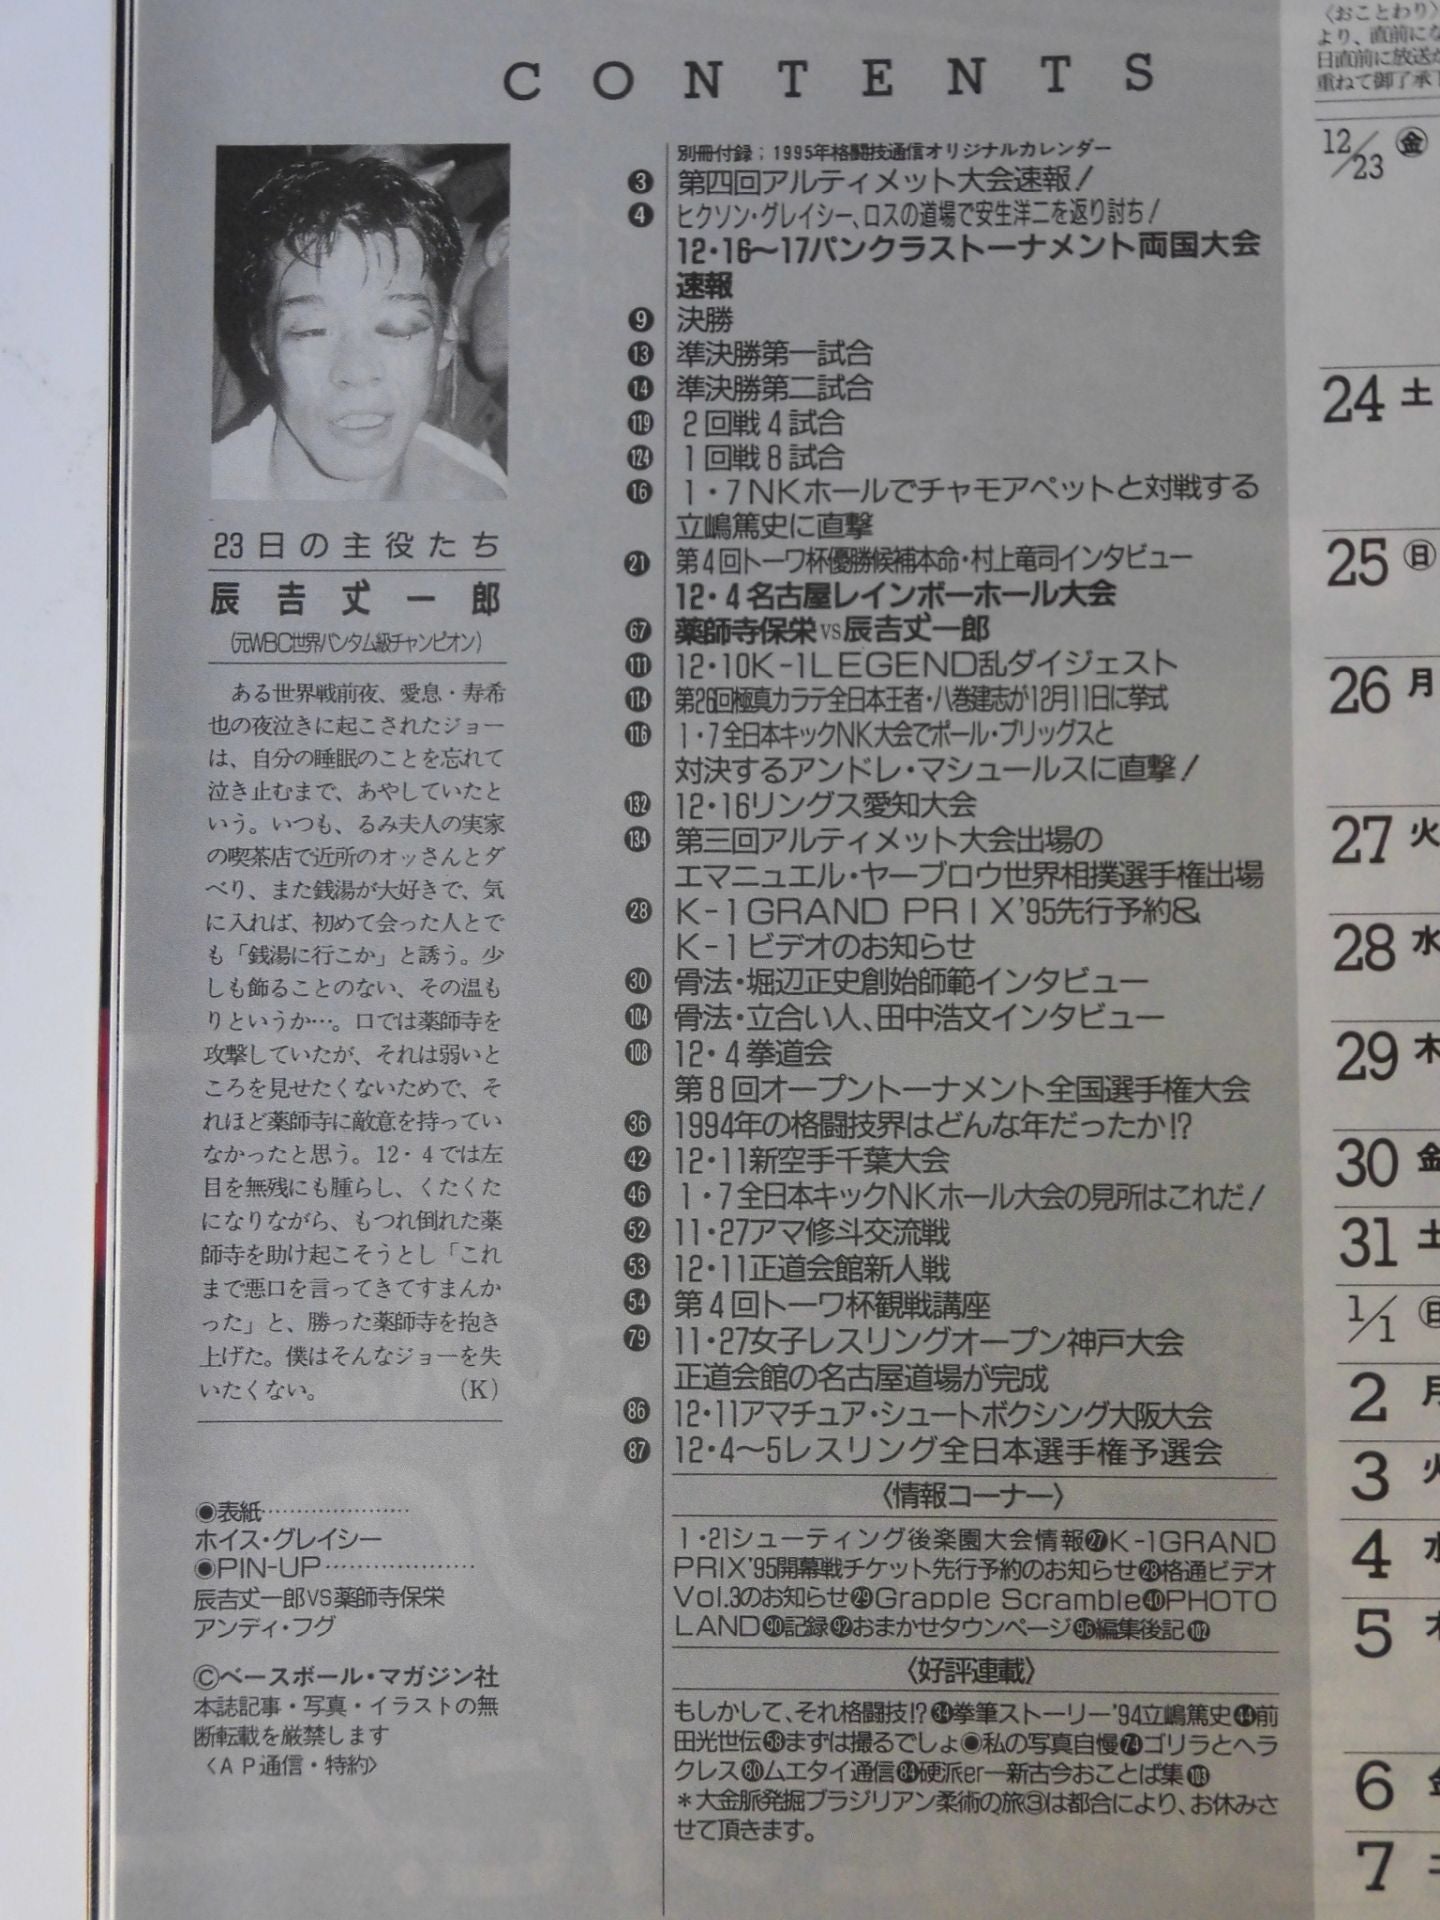 CONTENTS
別冊付録；1995年格闘技通信オリジナルカレンダー
3 第四回アルティメット大会速報！
4 ヒクソン・グレイシー、ロスの道場で安生洋二を返り討ち！
12・16〜17パンクラストーナメント両国大会
速報
9 決勝
13 準決勝第一試合
14 準決勝第二試合
119 2回戦4試合
124 1回戦8試合
16 1・7NKホールでチャモアペットと対戦する
立嶋篤史に直撃
21 第4回トーワ杯優勝候補本命・村上竜司インタビュー
12・4名古屋レインボーホール大会
67 薬師寺保栄VS辰吉丈一郎
111 12・10K-1LEGEND乱ダイジェスト
114 第26回極真カラテ全日本王者・八巻建志が12月11日に挙式
116 1・7全日本キックNK大会でポール・ブリッグスと
対決するアンドレ・マシュールスに直撃！
132 12・16リングス愛知大会
134 第三回アルティメット大会出場の
エマニュエル・ヤーブロウ世界相撲選手権出場
28 K-1GRAND PRIX'95先行予約&
K-1ビデオのお知らせ
30 骨法・堀辺正史創始師範インタビュー
104 骨法・立合い人、田中浩文インタビュー
108 12・4拳道会
第8回オープントーナメント全国選手権大会
36 1994年の格闘技界はどんな年だったか!?
42 12・11新空手千葉大会
46 1・7全日本キックNKホール大会の見所はこれだ！
52 11・27アマ修斗交流戦
53 12・11正道会館新人戦
54 第4回トーワ杯観戦講座
79 11・27女子レスリングオープン神戸大会
正道会館の名古屋道場が完成
86 12・11アマチュア・シュートボクシング大阪大会
87 12・4〜5レスリング全日本選手権予選会
〈情報コーナー〉
1・21シューティング後楽園大会情報27K-1GRAND
PRIX'95開幕戦チケット先行予約のお知らせ28格通ビデオ
Vol.3のお知らせ29Grapple Scramble40PHOTO
LAND90記録92おまかせタウンページ96編集後記102
〈好評連載〉
もしかして、それ格闘技!?34拳筆ストーリー'94立嶋篤史44前
田光世伝58まずは撮るでしょ◉私の写真自慢74ゴリラとヘラ
クレス80ムエタイ通信84硬派er—新古今おことば集103
＊大金脈発掘ブラジリアン柔術の旅③は都合により、お休みさ
せて頂きます。
23日の主役たち
辰吉丈一郎
（元WBC世界バンタム級チャンピオン）
ある世界戦前夜、愛息・寿希
也の夜泣きに起こされたジョー
は、自分の睡眠のことを忘れて
泣き止むまで、あやしていたと
いう。いつも、るみ夫人の実家
の喫茶店で近所のオッさんとダ
べり、また銭湯が大好きで、気
に入れば、初めて会った人とで
も「銭湯に行こか」と誘う。少
しも飾ることのない、その温も
りというか…。口では薬師寺を
攻撃していたが、それは弱いと
ころを見せたくないためで、そ
れほど薬師寺に敵意を持ってい
なかったと思う。12・4では左
目を無残にも腫らし、くたくた
になりながら、もつれ倒れた薬
師寺を助け起こそうとし「これ
まで悪口を言ってきてすまんか
った」と、勝った薬師寺を抱き
上げた。僕はそんなジョーを失
いたくない。（K）
◉表紙…………………
ホイス・グレイシー
◉PIN-UP………………
辰吉丈一郎VS薬師寺保栄
アンディ・フグ
©ベースボール・マガジン社
本誌記事・写真・イラストの無
断転載を厳禁します
〈AP通信・特約〉
〈おことわり〉
より、直前にな
日直前に放送が
重ねて御了承
12/23 金
24 土
25 日
26 月
27 火
28 水
29 木
30 金
31 土
1/1 日
2 月
3 火
4 水
5 木
6 金
7